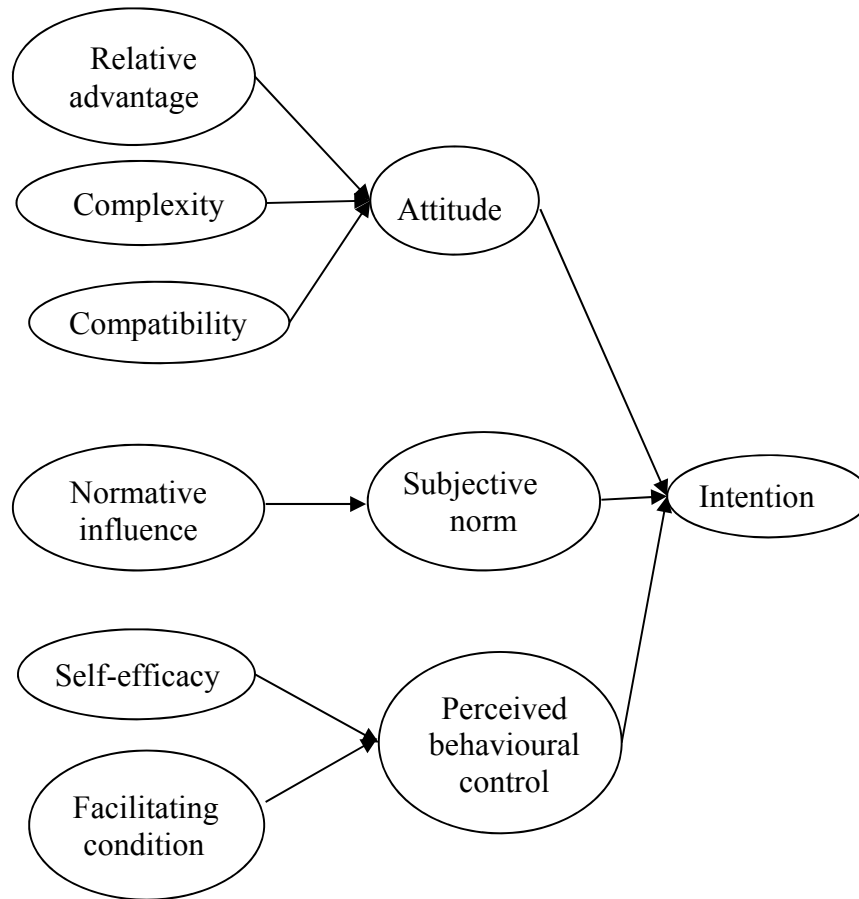 Relative
advantage
Complexity
Compatibility
Attitude
Normative
influence
Subjective
norm
Intention
Self-efficacy
Facilitating
condition
Perceived
behavioural
control